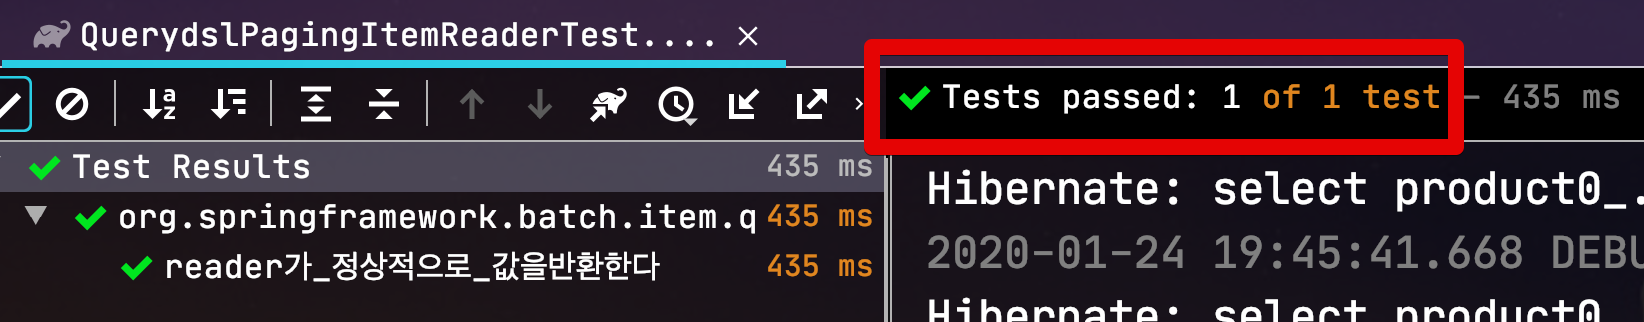 QuerydslPagingItemReaderTest....
Tests passed: 1 of 1 test – 435 ms
Test Results 435 ms
org.springframework.batch.item.q 435 ms
reader가_정상적으로_값을반환한다 435 ms
Hibernate: select product0_.
2020-01-24 19:45:41.668 DEBU
Hibernate: select product0_